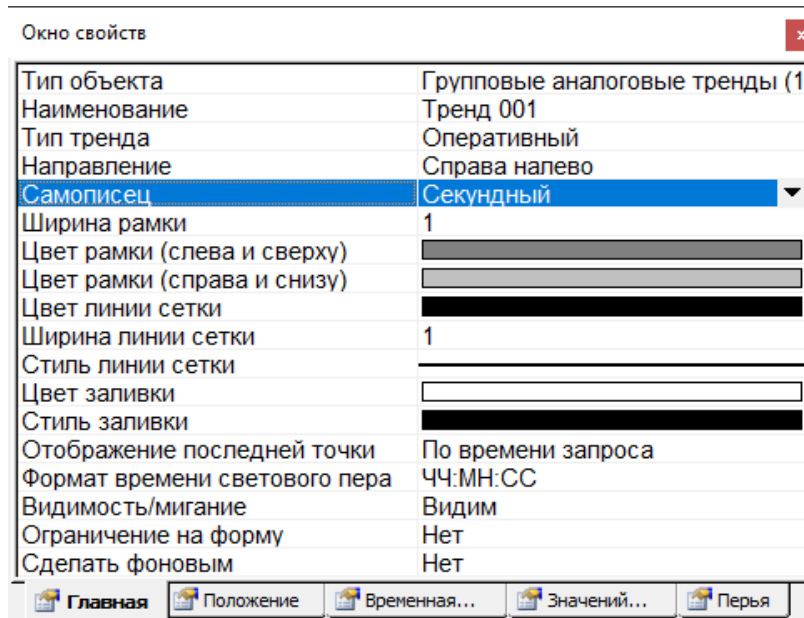 Окно свойств
x
Тип объекта Групповые аналоговые тренды (1
Наименование Тренд 001
Тип тренда Оперативный
Направление Справа налево
Самописец Секундный
Ширина рамки 1
Цвет рамки (слева и сверху)
Цвет рамки (справа и снизу)
Цвет линии сетки
Ширина линии сетки 1
Стиль линии сетки
Цвет заливки
Стиль заливки
Отображение последней точки По времени запроса
Формат времени светового пера ЧЧ:МН:СС
Видимость/мигание Видим
Ограничение на форму Нет
Сделать фоновым Нет
Главная Положение Временная... Значений... Перья